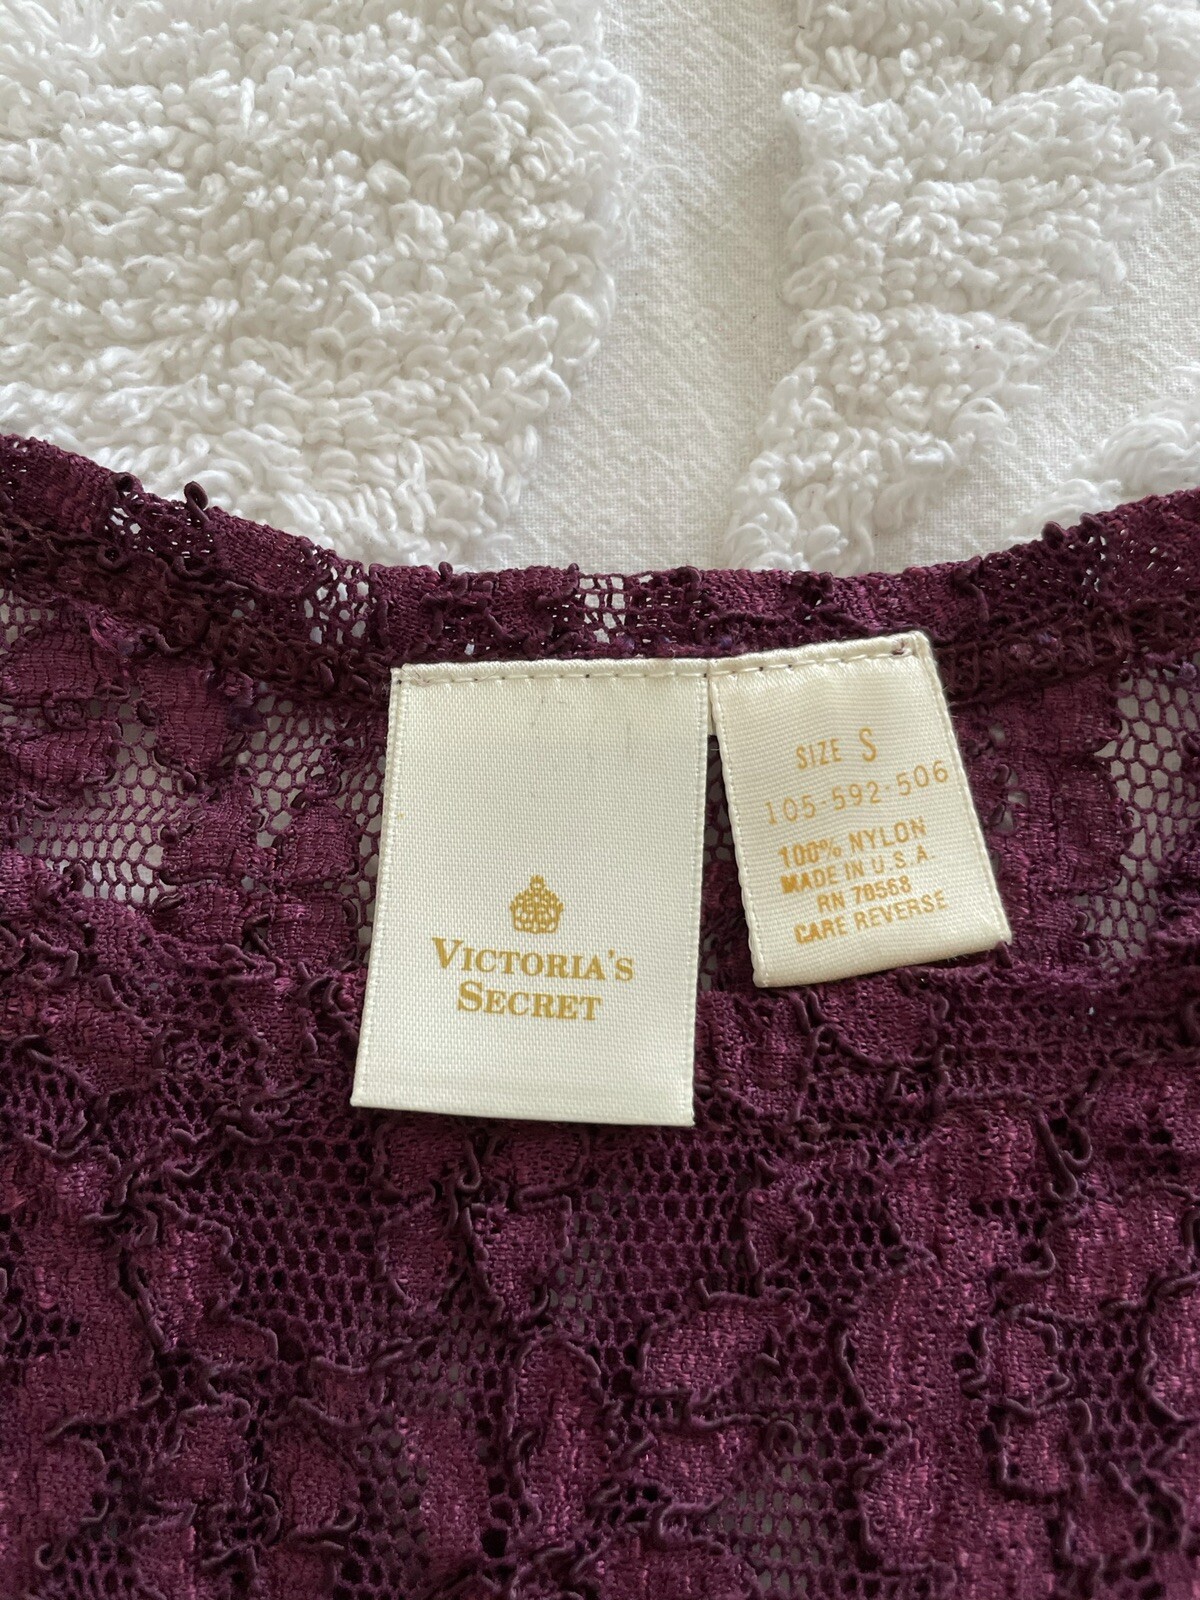 VICTORIA'S
SECRET
SIZE S
105-592-506
100% NYLON
MADE IN U.S.A.
RN 70568
CARE REVERSE